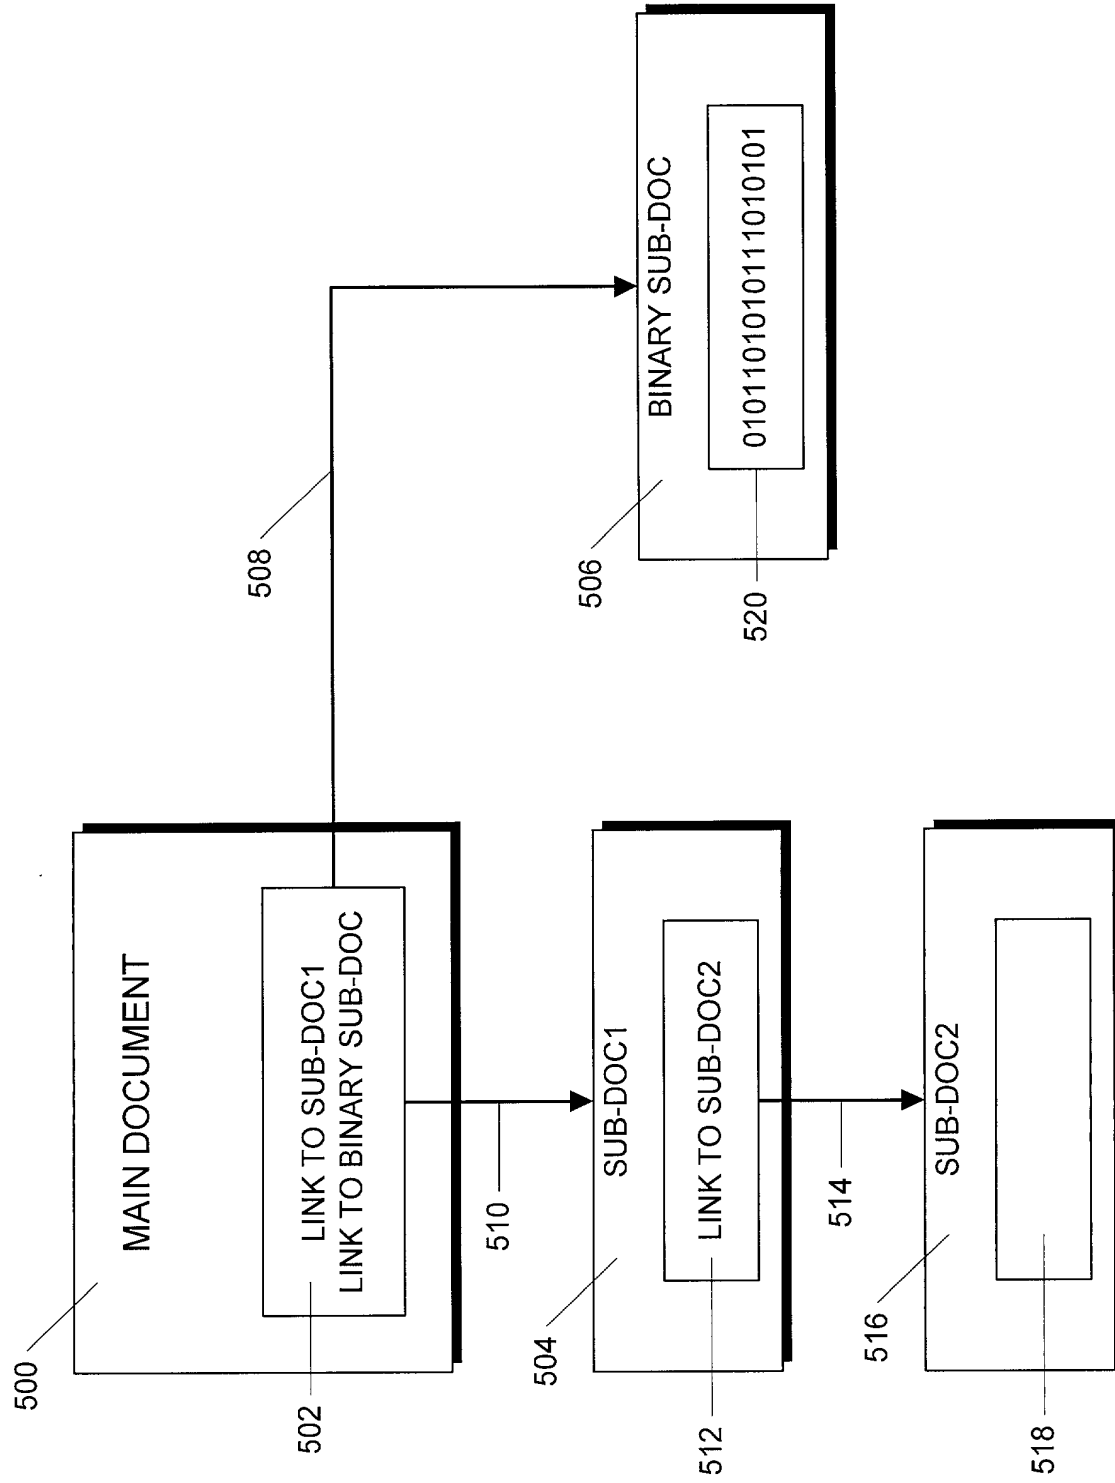 500
MAIN DOCUMENT
LINK TO SUB-DOC1
LINK TO BINARY SUB-DOC
502
508
510
504
SUB-DOC1
LINK TO SUB-DOC2
512
506
BINARY SUB-DOC
01011010101110101
520
514
516
SUB-DOC2
518